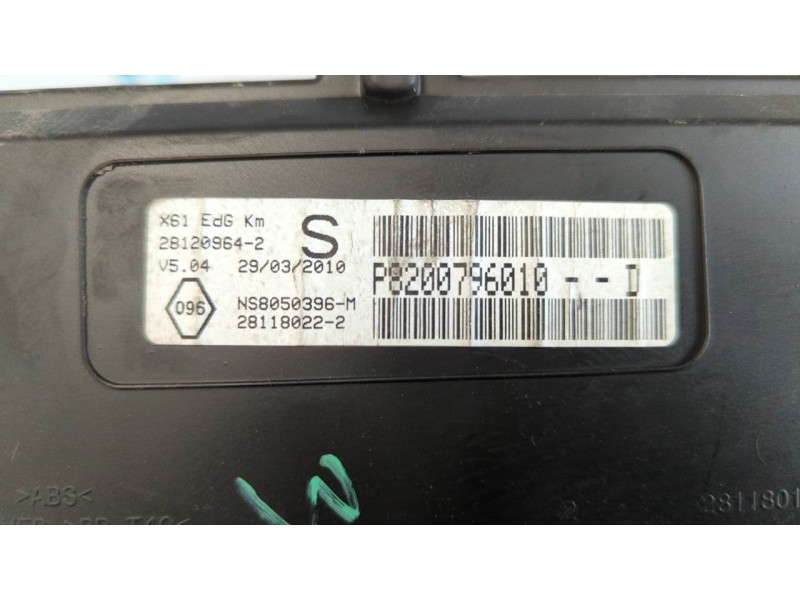 X61 EdG Km
28120964-2
S
V5.04 29/03/2010
P8200796010 - - D
096
NS8050396-M
28118022-2
>ABS<
2811801